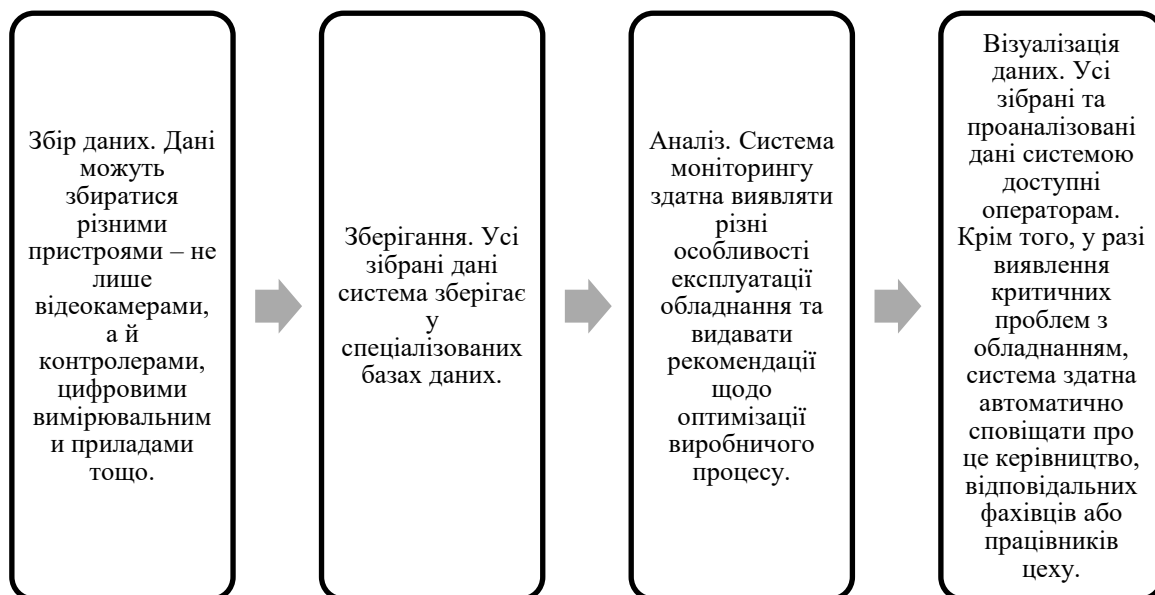 Збір даних. Дані
можуть
збиратися
різними
пристроями – не
лише
відеокамерами,
а й
контролерами,
цифровими
вимірювальним
и приладами
тощо.
Зберігання. Усі
зібрані дані
система зберігає
у
спеціалізованих
базах даних.
Аналіз. Система
моніторингу
здатна виявляти
різні
особливості
експлуатації
обладнання та
видавати
рекомендації
щодо
оптимізації
виробничого
процесу.
Візуалізація
даних. Усі
зібрані та
проаналізовані
дані системою
доступні
операторам.
Крім того, у разі
виявлення
критичних
проблем з
обладнанням,
система здатна
автоматично
сповіщати про
це керівництво,
відповідальних
фахівців або
працівників
цеху.